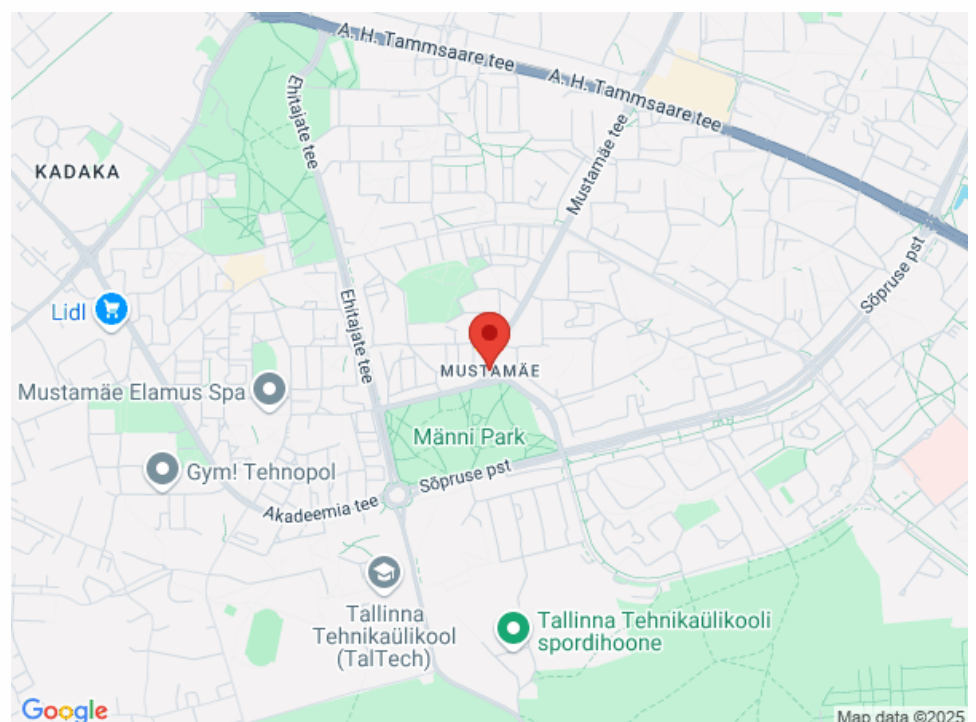 A. H. Tammsaare tee
A. H. Tammsaare tee
Ehitajate tee
Mustamäe tee
KADAKA
Sõpruse pst
Lidl
Ehitajate tee
MUSTAMÄE
Mustamäe Elamus Spa
Männi Park
Gym! Tehnopol
Sõpruse pst
Akadeemia tee
Tallinna
Tehnikaülikool
(TalTech)
Tallinna Tehnikaülikooli
spordihoone
Google
Map data ©2025